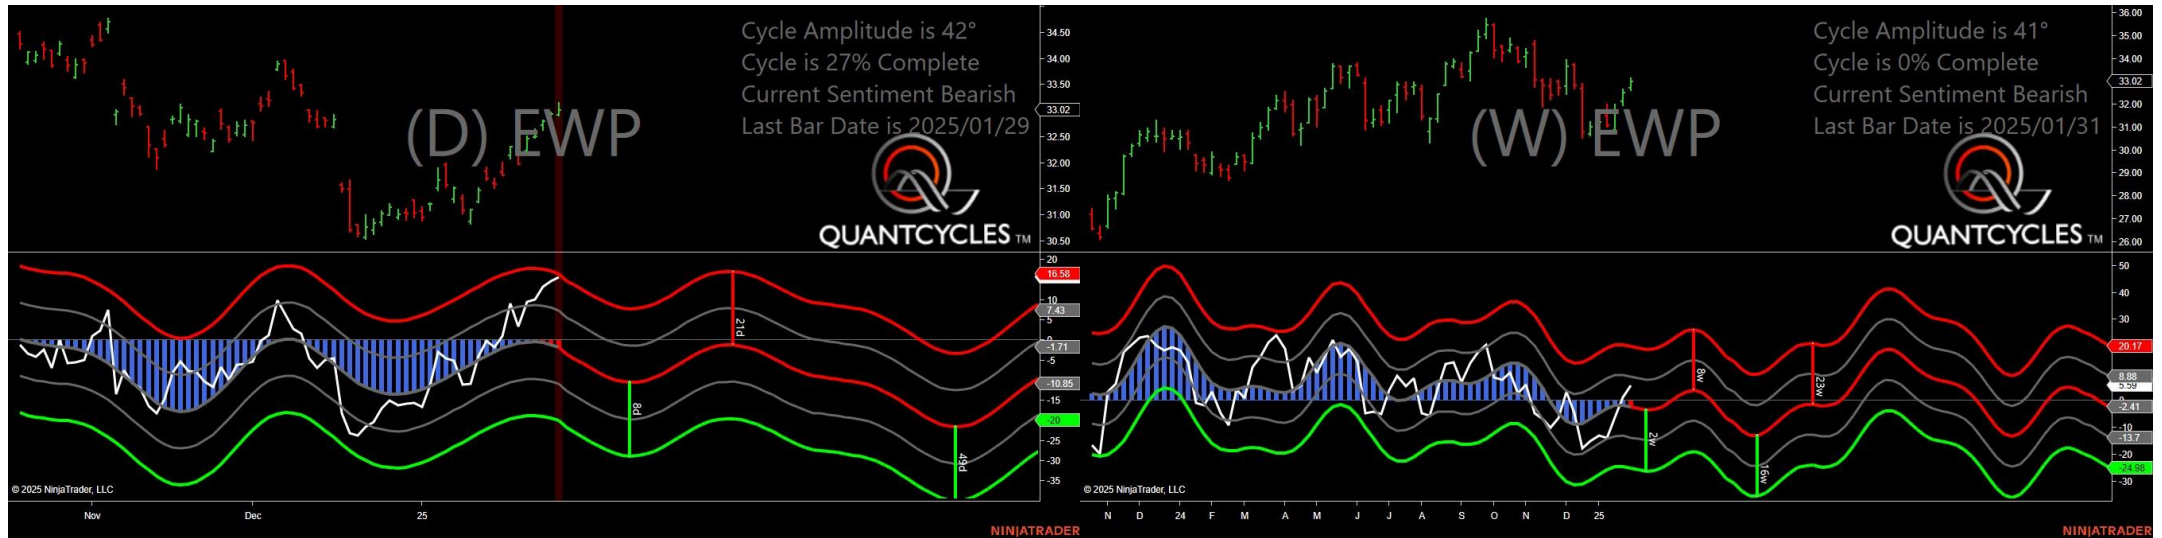 Cycle Amplitude is 42°
Cycle is 27% Complete
Current Sentiment Bearish
Last Bar Date is 2025/01/29
(D) EWP
QUANTCYCLES TM
34.50
34.00
33.50
33.02
32.50
32.00
31.50
31.00
30.50
20
16.58
10
7.43
5
0
-1.71
-5
-10.85
-15
-20
-25
-30
-35
21d
8d
49d
© 2025 NinjaTrader, LLC
Nov
Dec
25
NINJATRADER
Cycle Amplitude is 41°
Cycle is 0% Complete
Current Sentiment Bearish
Last Bar Date is 2025/01/31
(W) EWP
QUANTCYCLES TM
36.00
35.00
34.00
33.02
32.00
31.00
30.00
29.00
28.00
27.00
26.00
50
40
30
20.17
8.88
5.59
0
-2.41
-10
-13.7
-20
-24.98
-30
8w
23w
2w
16w
© 2025 NinjaTrader, LLC
N D 24 F M A M J J A S O N D 25
NINJATRADER